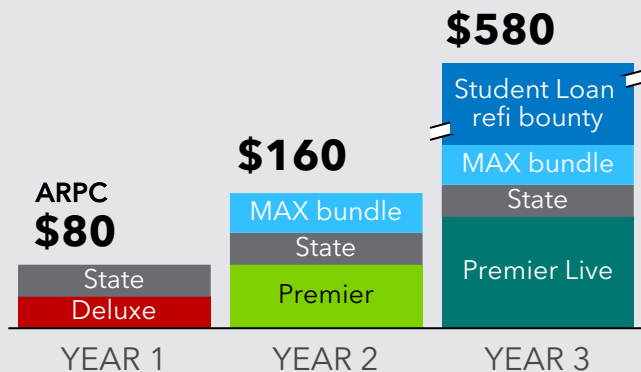 ARPC
$80
State
Deluxe
YEAR 1
$160
MAX bundle
State
Premier
YEAR 2
$580
Student Loan
refi bounty
MAX bundle
State
Premier Live
YEAR 3